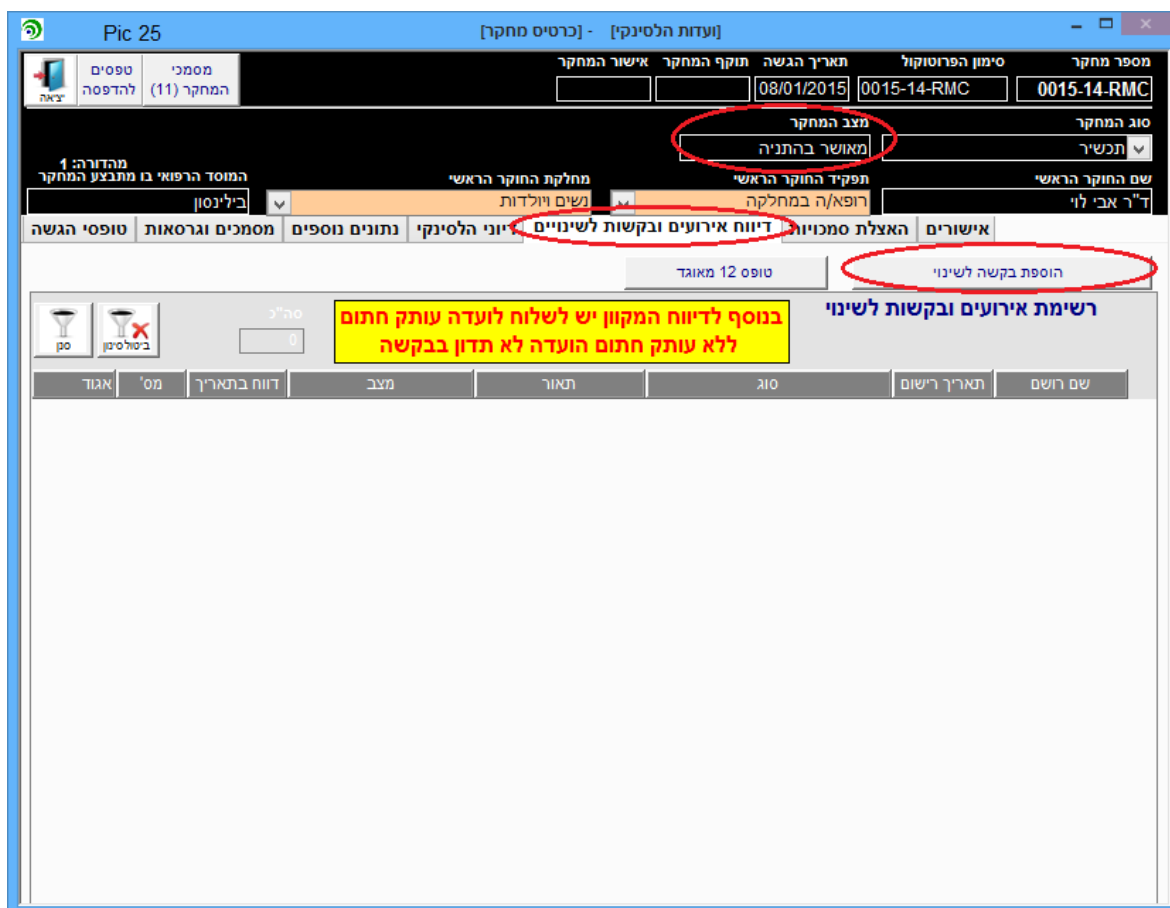 Pic 25
[ועדות הלסינקי] - [כרטיס מחקר]
מספר מחקר סימון הפרוטוקול תאריך הגשה תוקף המחקר אישור המחקר
0015-14-RMC 0015-14-RMC 08/01/2015
מסמכי המחקר (11)
טפסים להדפסה
יציאה
סוג המחקר מצב המחקר
תכשיר מאושר בהתניה
מהדורה: 1
שם החוקר הראשי תפקיד החוקר הראשי מחלקת החוקר הראשי המוסד הרפואי בו מתבצע המחקר
ד"ר אבי לוי רופא/ה במחלקה נשים ויולדות בילינסון
אישורים האצלת סמכויות דיווח אירועים ובקשות לשינויים דיוני הלסינקי נתונים נוספים מסמכים וגרסאות טופסי הגשה
הוספת בקשה לשינוי טופס 12 מאוגד
רשימת אירועים ובקשות לשינוי
בנוסף לדיווח המקוון יש לשלוח לועדה עותק חתום
ללא עותק חתום הועדה לא תדון בבקשה
סה"כ
0
ביטול סינון
סנן
שם רושם תאריך רישום סוג תאור מצב דווח בתאריך מס' אגוד